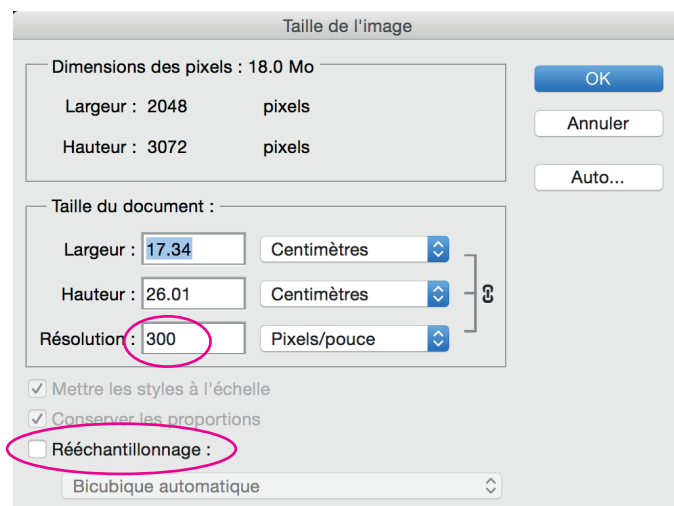 Taille de l'image
Dimensions des pixels : 18.0 Mo
Largeur : 2048 pixels
Hauteur : 3072 pixels
OK
Annuler
Auto...
Taille du document :
Largeur : 17.34 Centimètres
Hauteur : 26.01 Centimètres
Résolution : 300 Pixels/pouce
Mettre les styles à l'échelle
Conserver les proportions
Rééchantillonnage :
Bicubique automatique